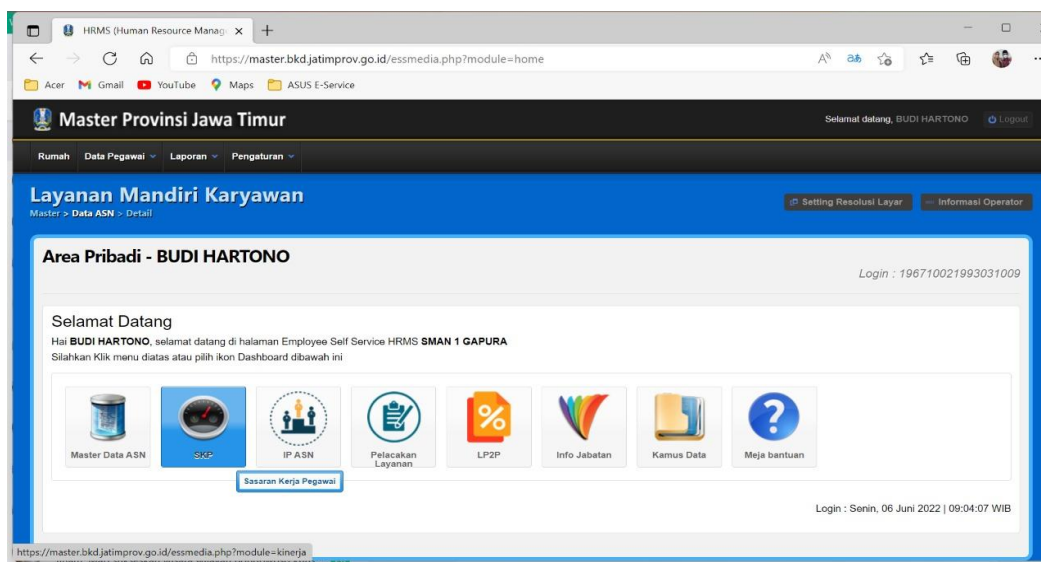 HRMS (Human Resource Manag
https://master.bkd.jatimprov.go.id/essmedia.php?module=home
Acer Gmail YouTube Maps ASUS E-Service
Master Provinsi Jawa Timur
Selamat datang, BUDI HARTONO Logout
Rumah Data Pegawai Laporan Pengaturan
Layanan Mandiri Karyawan
Master > Data ASN > Detail
Setting Resolusi Layar Informasi Operator
Area Pribadi - BUDI HARTONO
Login : 196710021993031009
Selamat Datang
Hai BUDI HARTONO, selamat datang di halaman Employee Self Service HRMS SMAN 1 GAPURA
Silahkan Klik menu diatas atau pilih ikon Dashboard dibawah ini
Master Data ASN SKP IP ASN Pelacakan Layanan LP2P Info Jabatan Kamus Data Meja bantuan
Sasaran Kerja Pegawai
Login : Senin, 06 Juni 2022 | 09:04:07 WIB
https://master.bkd.jatimprov.go.id/essmedia.php?module=kinerja